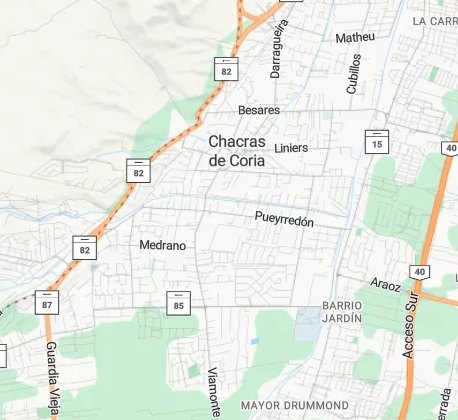 LA CARR
Matheu
Darragueira
Cubillos
82
Besares
Chacras
de Coria
Liniers
15
40
82
Pueyrredón
82
Medrano
40
Araoz
87
85
BARRIO
JARDÍN
Acceso Sur
Guardia Vieja
Viamonte
MAYOR DRUMMOND
errada